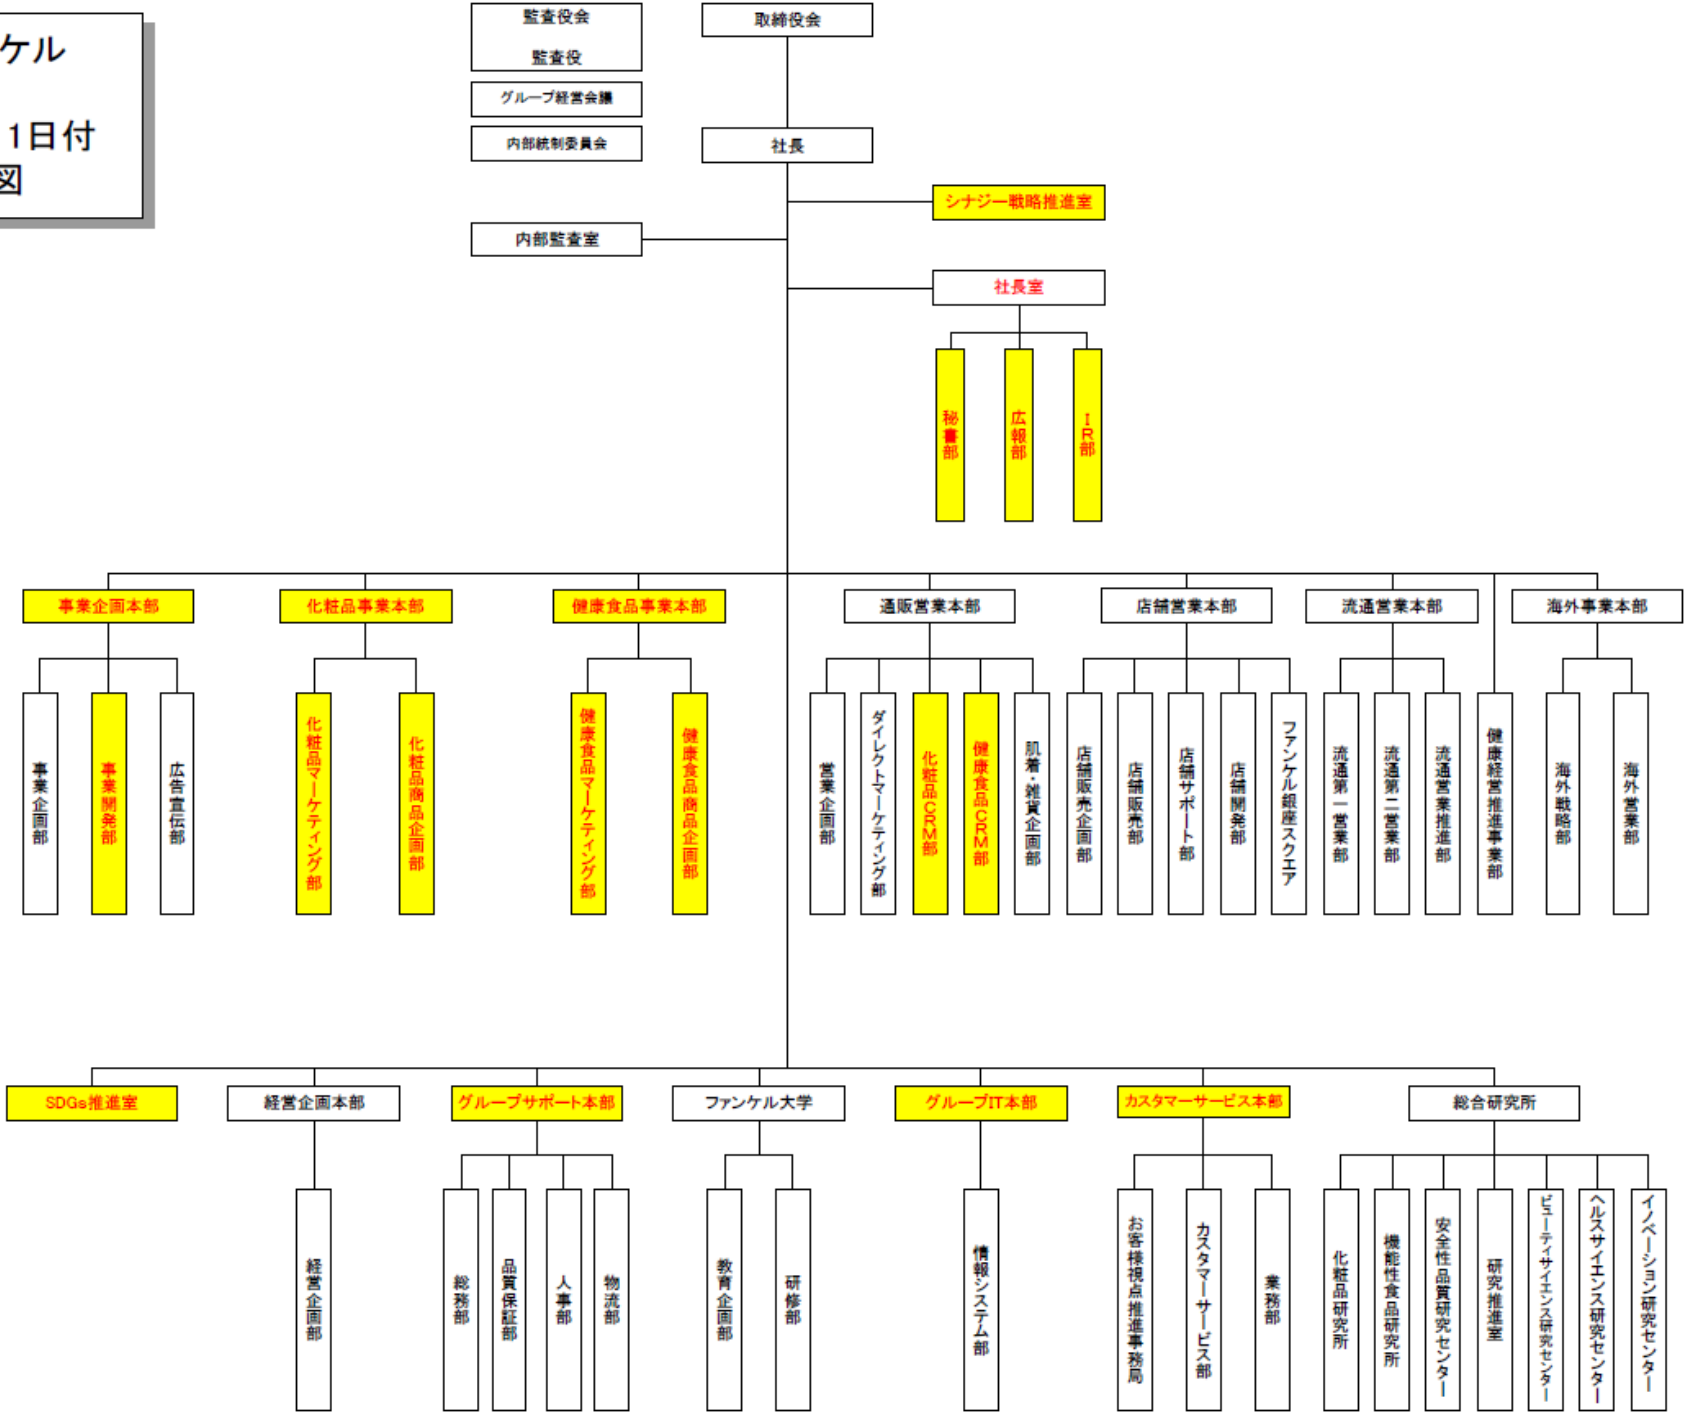 ケル
1日付
図
監査役会
監査役
グループ経営会議
内部統制委員会
取締役会
社長
シナジー戦略推進室
内部監査室
社長室
秘書部
広報部
IR部
事業企画本部
化粧品事業本部
健康食品事業本部
通販営業本部
店舗営業本部
流通営業本部
海外事業本部
事業企画部
事業開発部
広告宣伝部
化粧品マーケティング部
化粧品商品企画部
健康食品マーケティング部
健康食品商品企画部
営業企画部
ダイレクトマーケティング部
化粧品CRM部
健康食品CRM部
肌着・雑貨企画部
店舗販売企画部
店舗販売部
店舗サポート部
店舗開発部
ファンケル銀座スクエア
流通第一営業部
流通第二営業部
流通営業推進部
健康経営推進事業部
海外戦略部
海外営業部
SDGs推進室
経営企画本部
グループサポート本部
ファンケル大学
グループIT本部
カスタマーサービス本部
総合研究所
経営企画部
総務部
品質保証部
人事部
物流部
教育企画部
研修部
情報システム部
お客様視点推進事務局
カスタマーサービス部
業務部
化粧品研究所
機能性食品研究所
安全性品質研究センター
研究推進室
ビューティサイエンス研究センター
ヘルスサイエンス研究センター
イノベーション研究センター